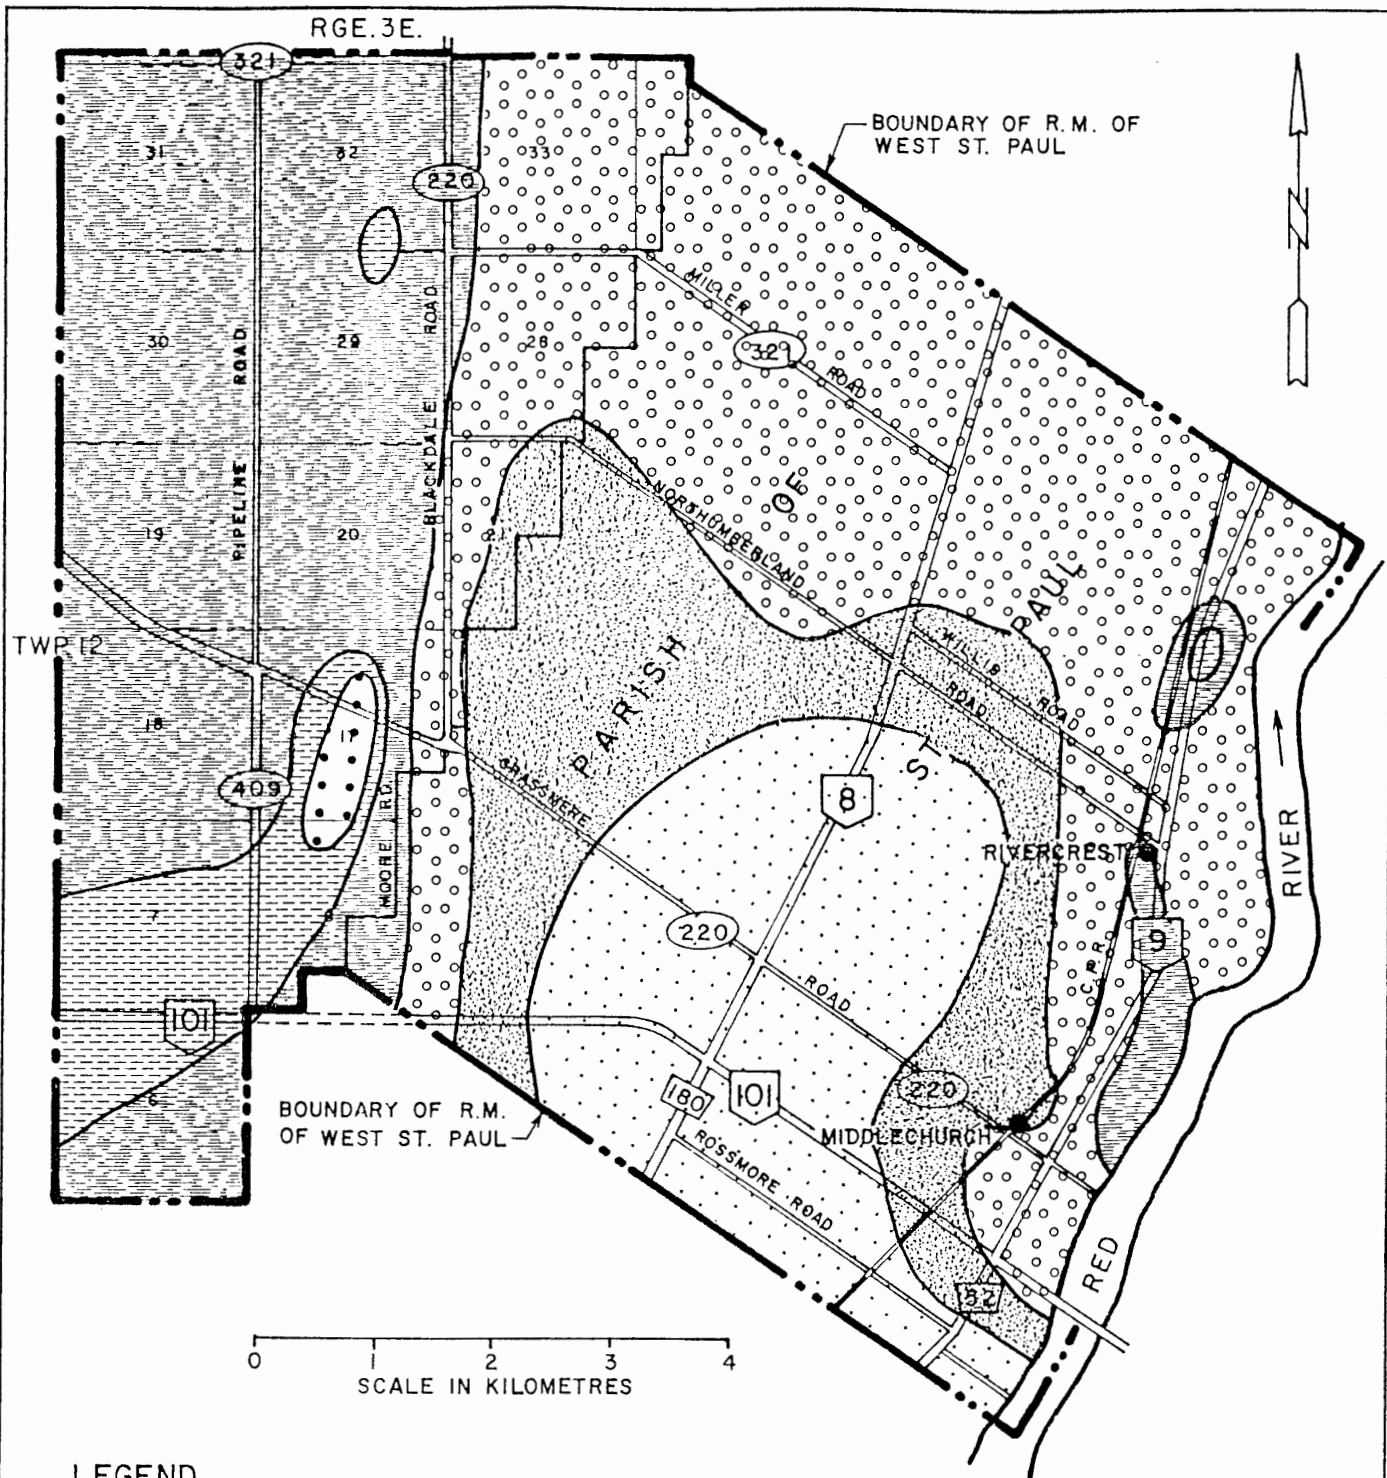 RGE. 3E.
321
BOUNDARY OF R.M. OF
WEST ST. PAUL
31
32
33
220
N
MILLER
ROAD
321
30
29
28
PIPELINE ROAD
BLACKDALE ROAD
OF
NORTHUMBERLAND
ROAD
19
20
21
PAUL
TWP 12
PARISH
WILLIS ROAD
18
17
ST.
409
GRASSMERE
ROAD
8
MOORE RD.
RIVERCREST
RIVER
7
8
220
9
C.P.R.
101
220
180
101
6
BOUNDARY OF R.M.
OF WEST ST. PAUL
MIDDLECHURCH
ROSSMORE ROAD
RED
52
0 1 2 3 4
SCALE IN KILOMETRES
LEGEND